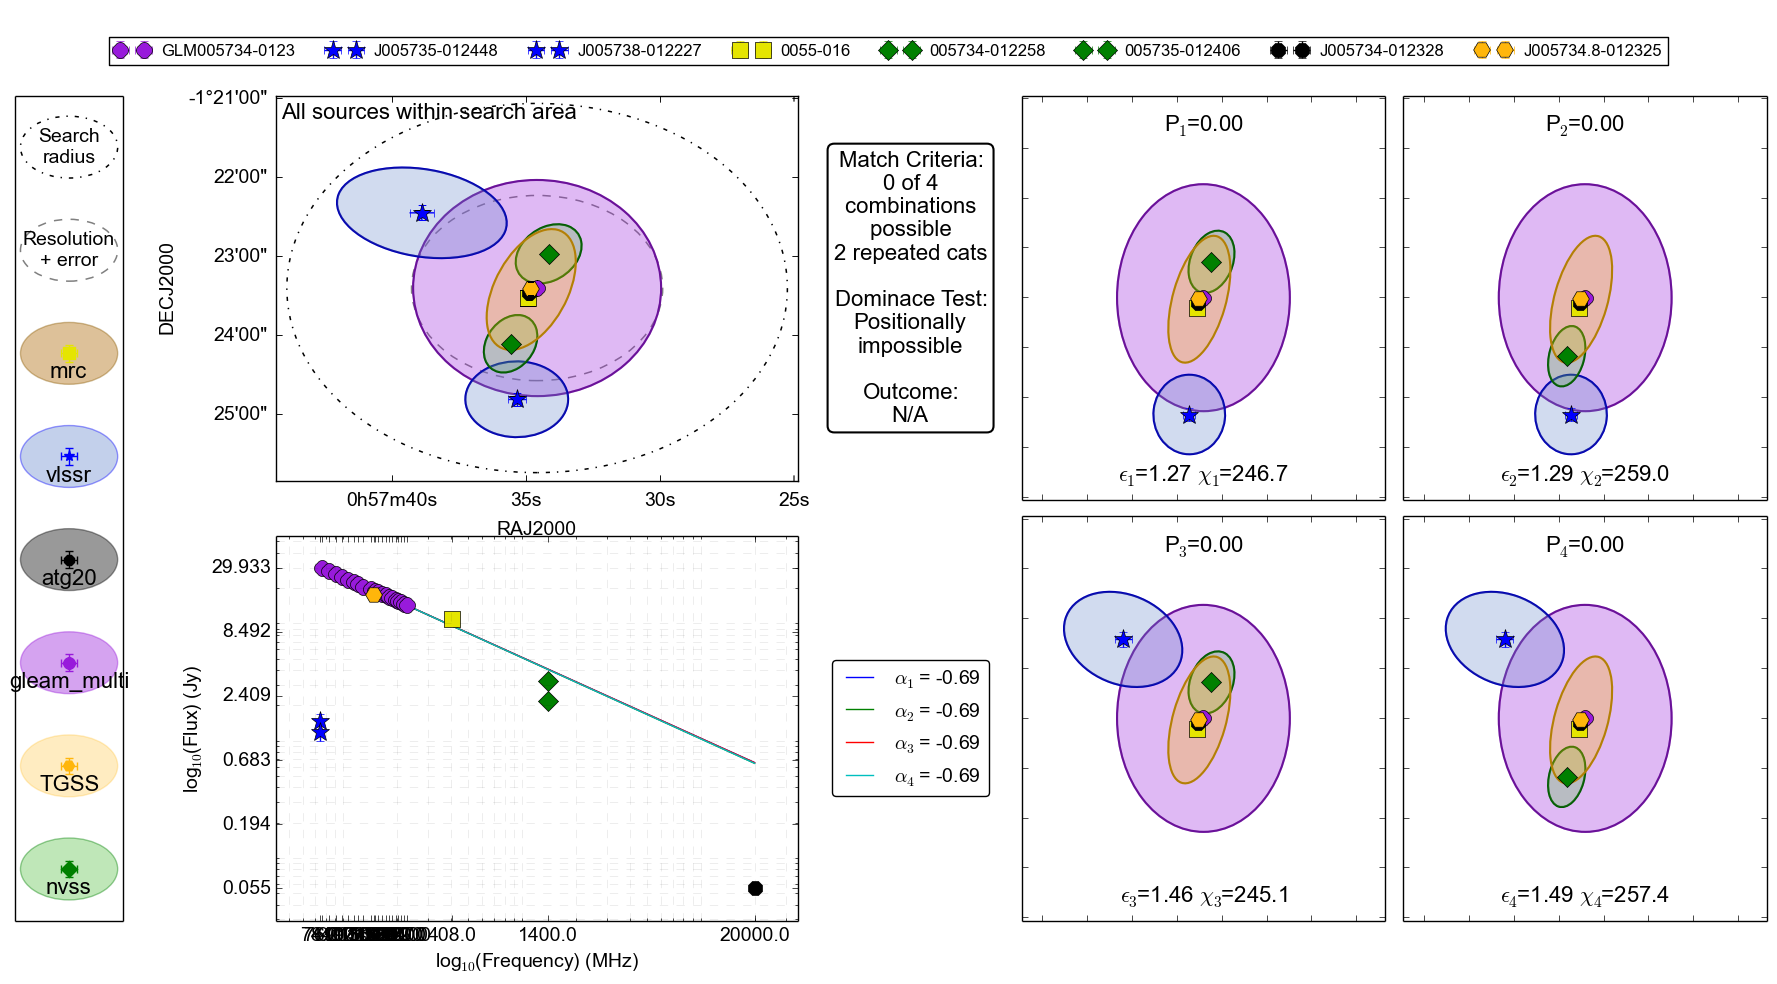 GLM005734-0123 J005735-012448 J005738-012227 0055-016 005734-012258 005735-012406 J005734-012328 J005734.8-012325
Search
radius
Resolution
+ error
mrc
vlssr
atg20
gleam_multi
TGSS
nvss
All sources within search area
DECJ2000
-1°21'00"
22'00"
23'00"
24'00"
25'00"
0h57m40s 35s 30s 25s
RAJ2000
Match Criteria:
0 of 4
combinations
possible
2 repeated cats
Dominace Test:
Positionally
impossible
Outcome:
N/A
P1=0.00
ϵ1=1.27 χ1=246.7
P2=0.00
ϵ2=1.29 χ2=259.0
log10(Flux) (Jy)
29.933
8.492
2.409
0.683
0.194
0.055
408.0 1400.0 20000.0
log10(Frequency) (MHz)
α1 = -0.69
α2 = -0.69
α3 = -0.69
α4 = -0.69
P3=0.00
ϵ3=1.46 χ3=245.1
P4=0.00
ϵ4=1.49 χ4=257.4